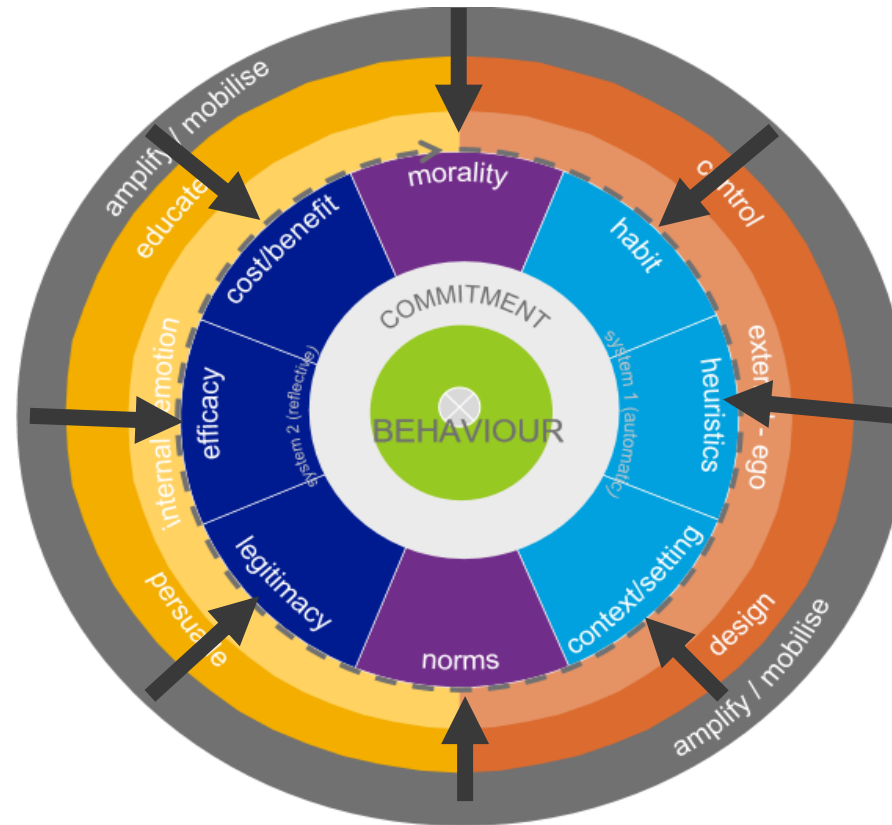 amplify / mobilise
educate
control
internal
emotion
- ego
persuade
design
amplify / mobilise
morality
cost/benefit
habit
efficacy
heuristics
legitimacy
context/setting
norms
system 2 (reflective)
system 1 (automatic)
COMMITMENT
BEHAVIOUR